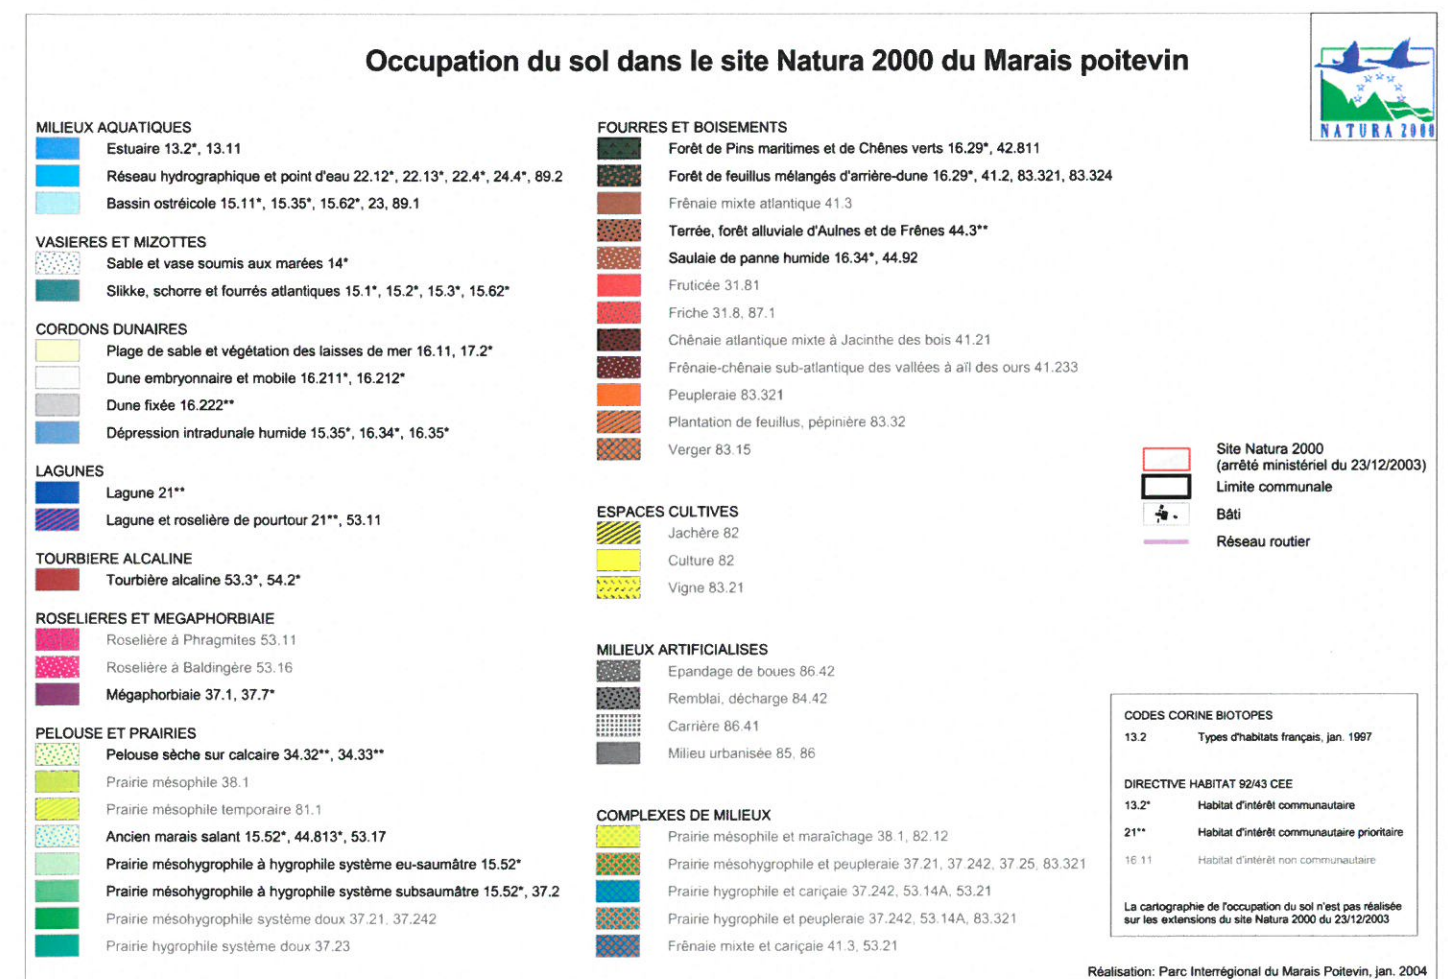 Occupation du sol dans le site Natura 2000 du Marais poitevin
NATURA 2000
MILIEUX AQUATIQUES
Estuaire 13.2*, 13.11
Réseau hydrographique et point d'eau 22.12*, 22.13*, 22.4*, 24.4*, 89.2
Bassin ostréicole 15.11*, 15.35*, 15.62*, 23, 89.1
VASIERES ET MIZOTTES
Sable et vase soumis aux marées 14*
Slikke, schorre et fourrés atlantiques 15.1*, 15.2*, 15.3*, 15.62*
CORDONS DUNAIRES
Plage de sable et végétation des laisses de mer 16.11, 17.2*
Dune embryonnaire et mobile 16.211*, 16.212*
Dune fixée 16.222**
Dépression intradunale humide 15.35*, 16.34*, 16.35*
LAGUNES
Lagune 21**
Lagune et roselière de pourtour 21**, 53.11
TOURBIERE ALCALINE
Tourbière alcaline 53.3*, 54.2*
ROSELIERES ET MEGAPHORBIAIE
Roselière à Phragmites 53.11
Roselière à Baldingère 53.16
Mégaphorbiaie 37.1, 37.7*
PELOUSE ET PRAIRIES
Pelouse sèche sur calcaire 34.32**, 34.33**
Prairie mésophile 38.1
Prairie mésophile temporaire 81.1
Ancien marais salant 15.52*, 44.813*, 53.17
Prairie mésohygrophile à hygrophile système eu-saumâtre 15.52*
Prairie mésohygrophile à hygrophile système subsaumâtre 15.52*, 37.2
Prairie mésohygrophile système doux 37.21, 37.242
Prairie hygrophile système doux 37.23
FOURRES ET BOISEMENTS
Forêt de Pins maritimes et de Chênes verts 16.29*, 42.811
Forêt de feuillus mélangés d'arrière-dune 16.29*, 41.2, 83.321, 83.324
Frênaie mixte atlantique 41.3
Terrée, forêt alluviale d'Aulnes et de Frênes 44.3**
Saulaie de panne humide 16.34*, 44.92
Fruticée 31.81
Friche 31.8, 87.1
Chênaie atlantique mixte à Jacinthe des bois 41.21
Frênaie-chênaie sub-atlantique des vallées à aïl des ours 41.233
Peupleraie 83.321
Plantation de feuillus, pépinière 83.32
Verger 83.15
ESPACES CULTIVES
Jachère 82
Culture 82
Vigne 83.21
MILIEUX ARTIFICIALISES
Epandage de boues 86.42
Remblai, décharge 84.42
Carrière 86.41
Milieu urbanisée 85, 86
COMPLEXES DE MILIEUX
Prairie mésophile et maraîchage 38.1, 82.12
Prairie mésohygrophile et peupleraie 37.21, 37.242, 37.25, 83.321
Prairie hygrophile et cariçaie 37.242, 53.14A, 53.21
Prairie hygrophile et peupleraie 37.242, 53.14A, 83.321
Frênaie mixte et cariçaie 41.3, 53.21
Site Natura 2000
(arrêté ministériel du 23/12/2003)
Limite communale
Bâti
Réseau routier
CODES CORINE BIOTOPES
13.2 Types d'habitats français, jan. 1997
DIRECTIVE HABITAT 92/43 CEE
13.2* Habitat d'intérêt communautaire
21** Habitat d'intérêt communautaire prioritaire
16.11 Habitat d'intérêt non communautaire
La cartographie de l'occupation du sol n'est pas réalisée
sur les extensions du site Natura 2000 du 23/12/2003
Réalisation: Parc Interrégional du Marais Poitevin, jan. 2004